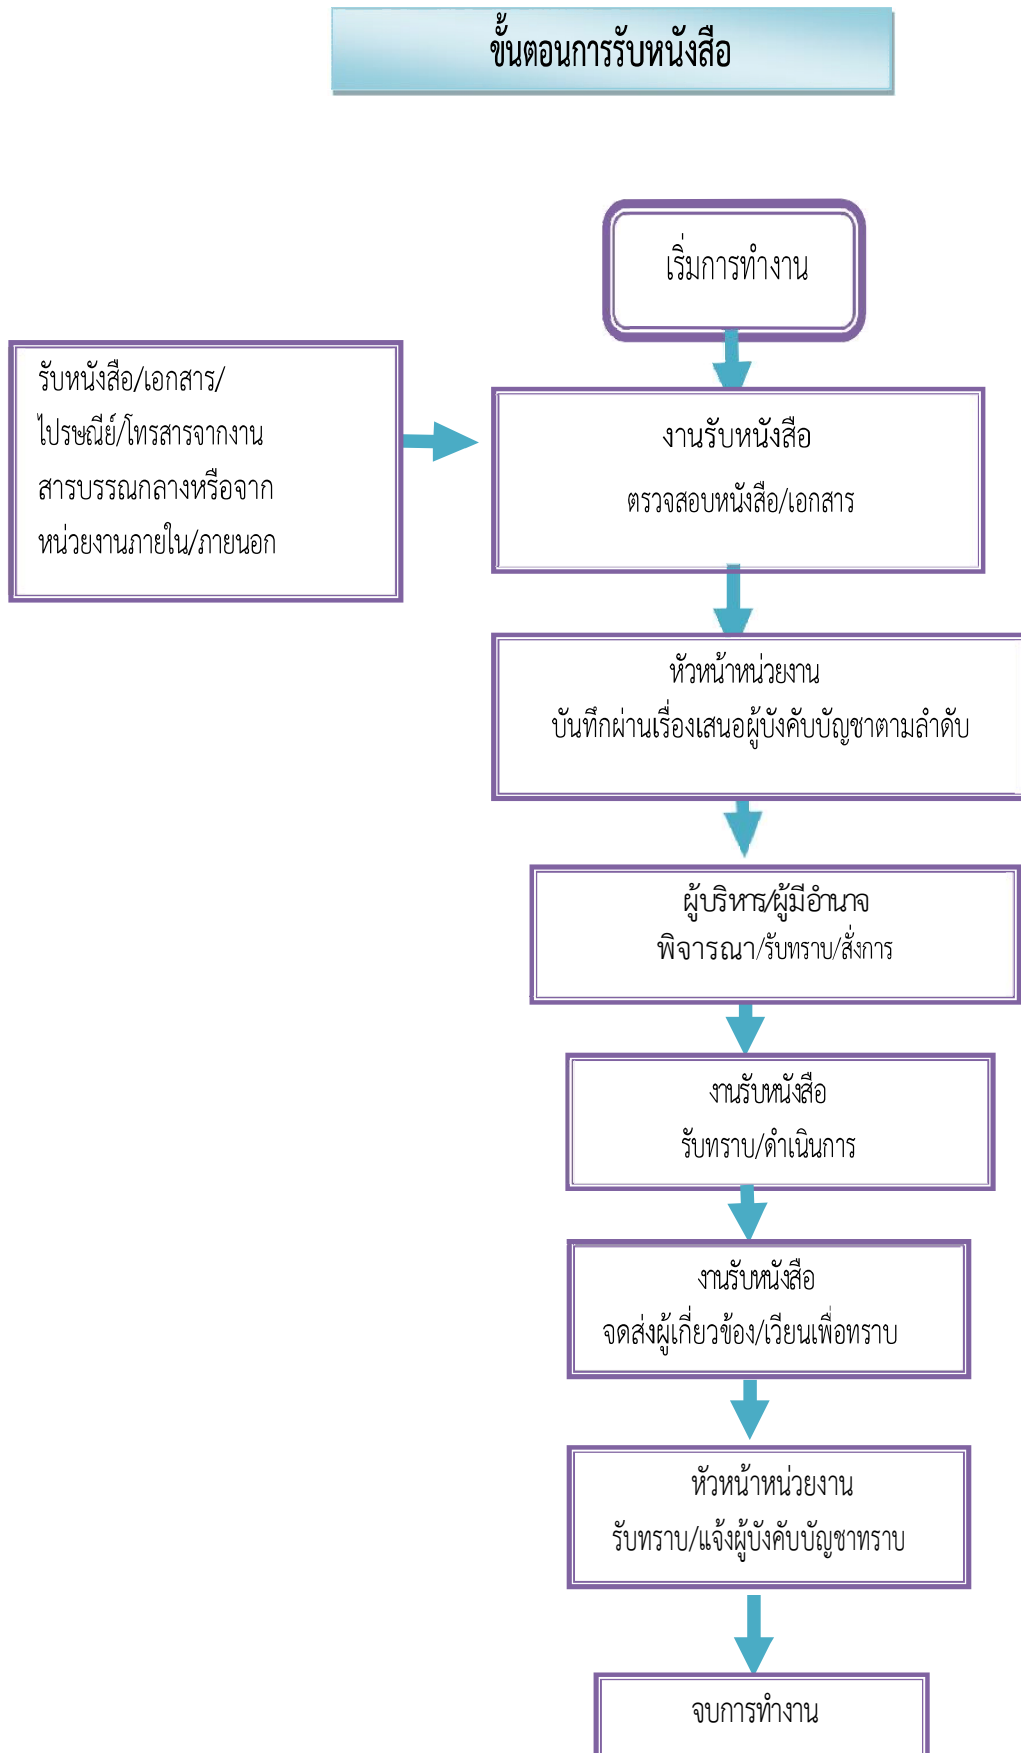 ขั้นตอนการรับหนังสือ
เริ่มการทำงาน
รับหนังสือ/เอกสาร/
ไปรษณีย์/โทรสารจากงาน
สารบรรณกลางหรือจาก
หน่วยงานภายใน/ภายนอก
งานรับหนังสือ
ตรวจสอบหนังสือ/เอกสาร
หัวหน้าหน่วยงาน
บันทึกผ่านเรื่องเสนอผู้บังคับบัญชาตามลำดับ
ผู้บริหาร/ผู้มีอำนาจ
พิจารณา/รับทราบ/สั่งการ
งานรับหนังสือ
รับทราบ/ดำเนินการ
งานรับหนังสือ
จดส่งผู้เกี่ยวข้อง/เวียนเพื่อทราบ
หัวหน้าหน่วยงาน
รับทราบ/แจ้งผู้บังคับบัญชาทราบ
จบการทำงาน